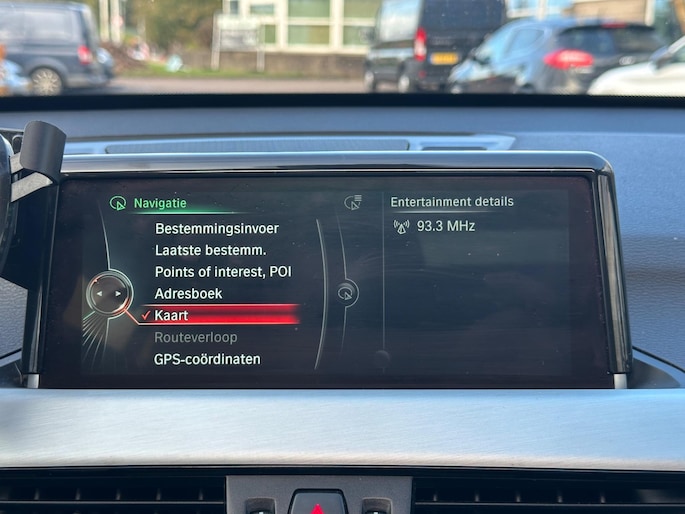 Navigatie
Bestemmingsinvoer
Laatste bestemm.
Points of interest, POI
Adresboek
✓ Kaart
Routeverloop
GPS-coördinaten
Entertainment details
93.3 MHz